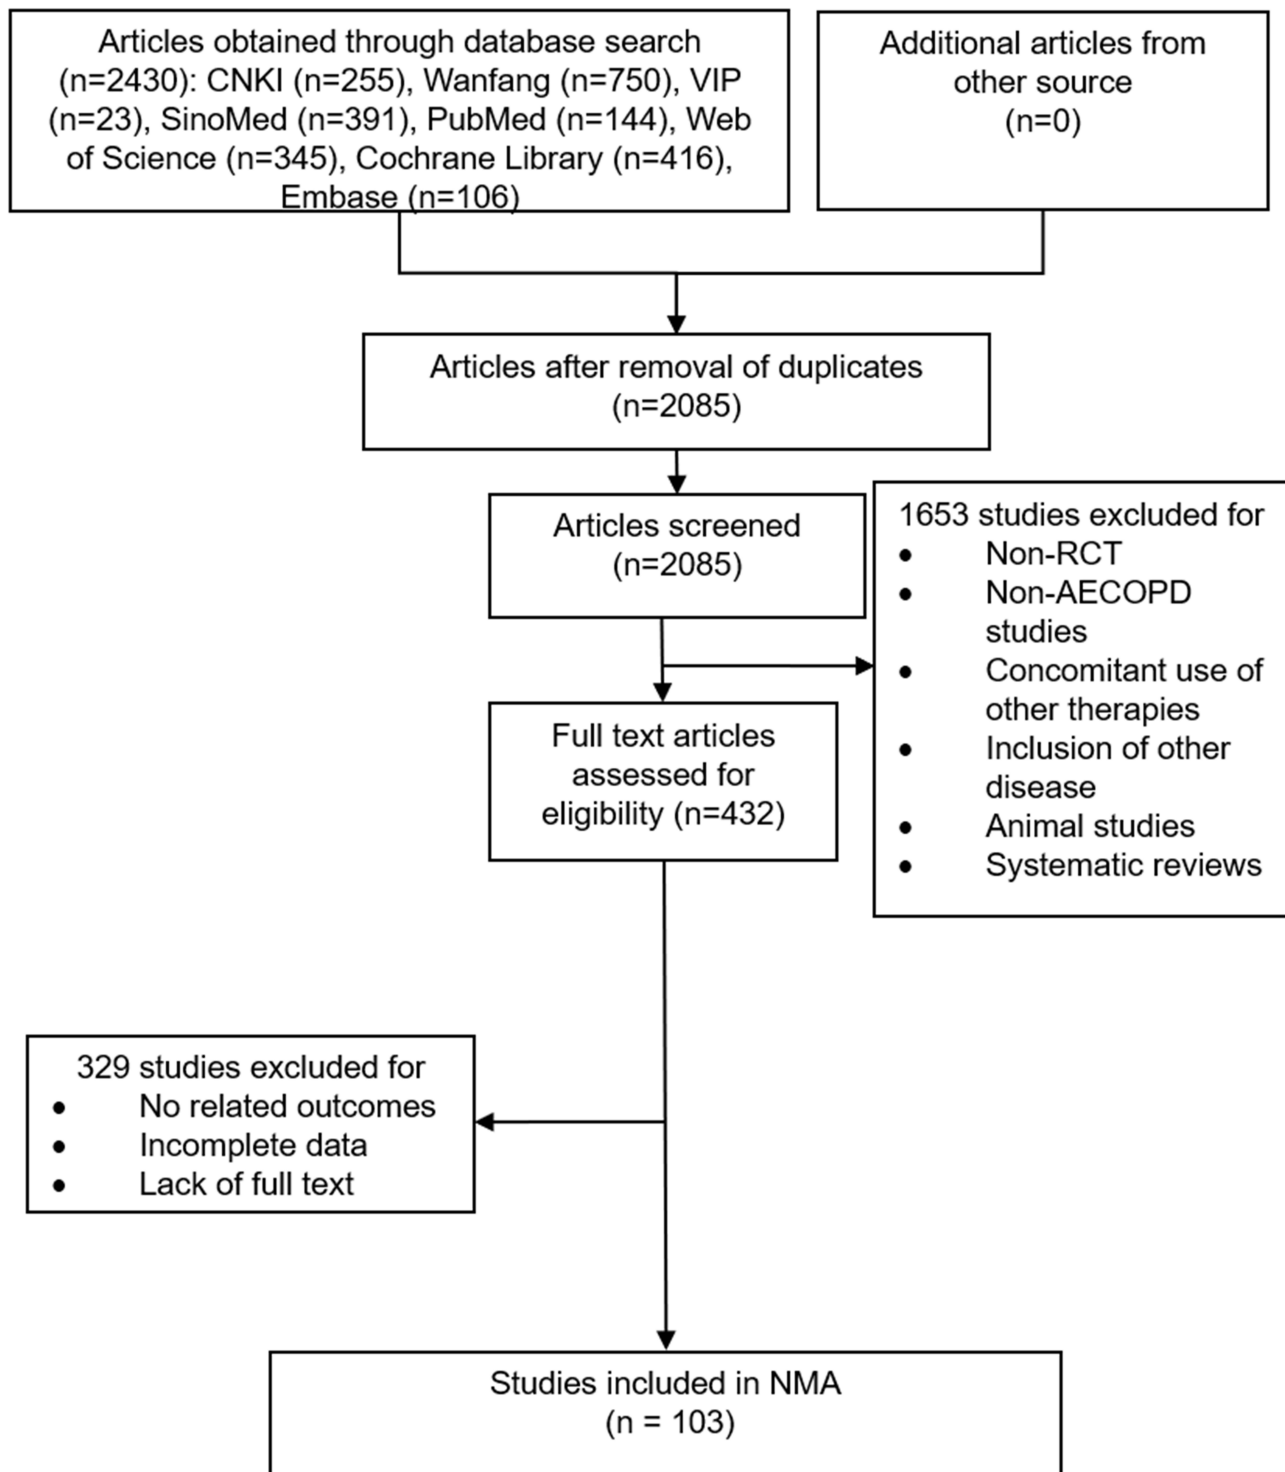 Articles obtained through database search
(n=2430): CNKI (n=255), Wanfang (n=750), VIP
(n=23), SinoMed (n=391), PubMed (n=144), Web
of Science (n=345), Cochrane Library (n=416),
Embase (n=106)
Additional articles from
other source
(n=0)
Articles after removal of duplicates
(n=2085)
Articles screened
(n=2085)
1653 studies excluded for
• Non-RCT
• Non-AECOPD
studies
• Concomitant use of
other therapies
• Inclusion of other
disease
• Animal studies
• Systematic reviews
Full text articles
assessed for
eligibility (n=432)
329 studies excluded for
• No related outcomes
• Incomplete data
• Lack of full text
Studies included in NMA
(n = 103)